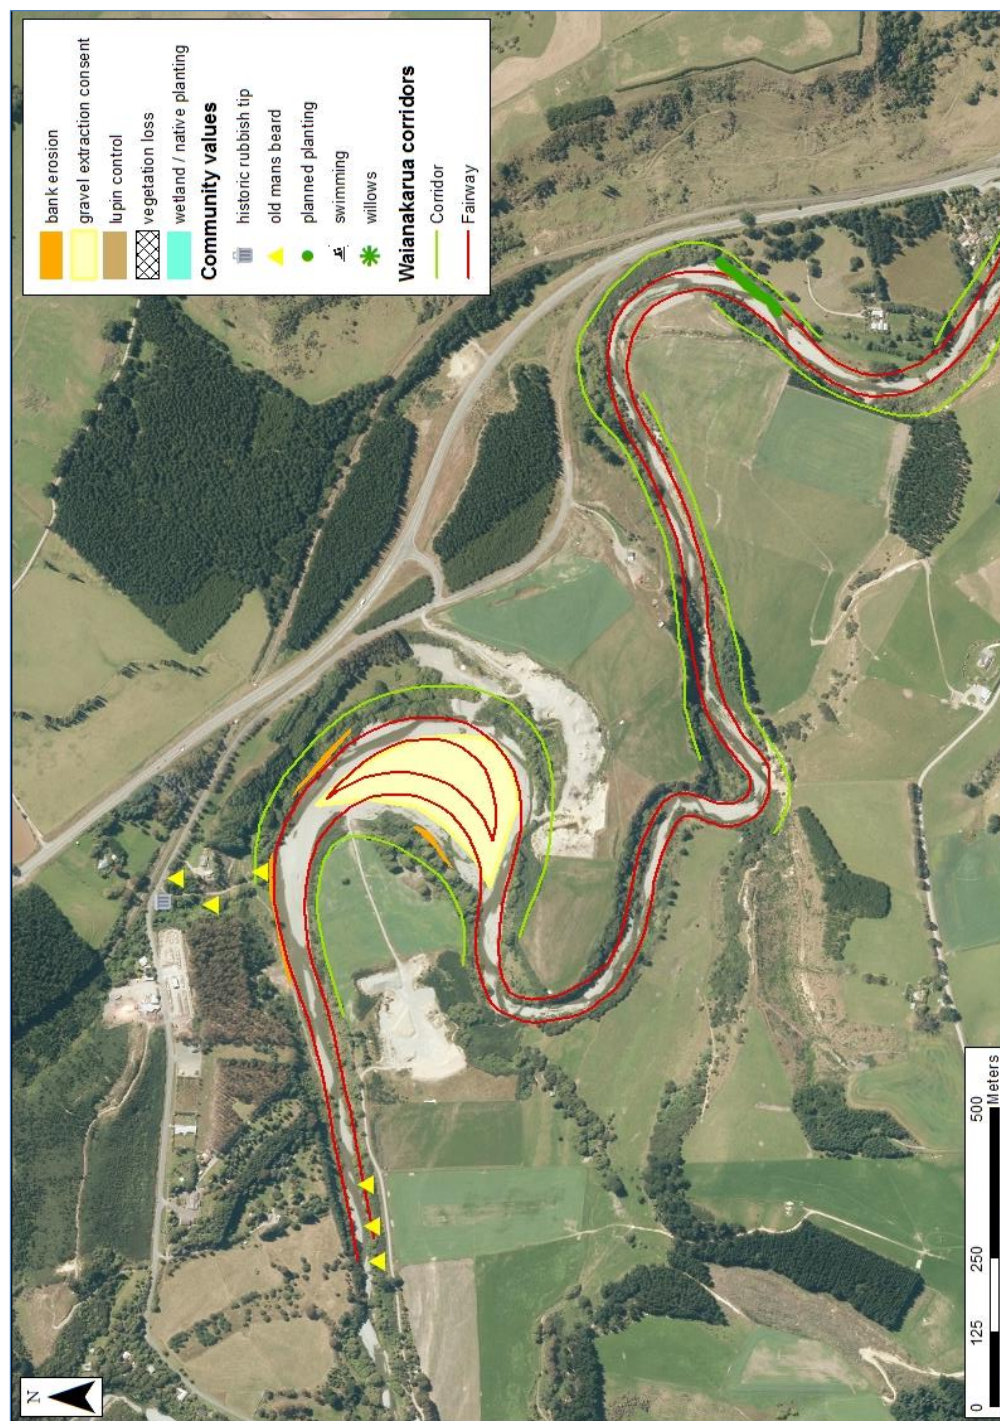 bank erosion
gravel extraction consent
lupin control
vegetation loss
wetland / native planting
Community values
historic rubbish tip
old mans beard
planned planting
swimming
willows
Waianakarua corridors
Corridor
Fairway
N
0 125 250 500
Meters